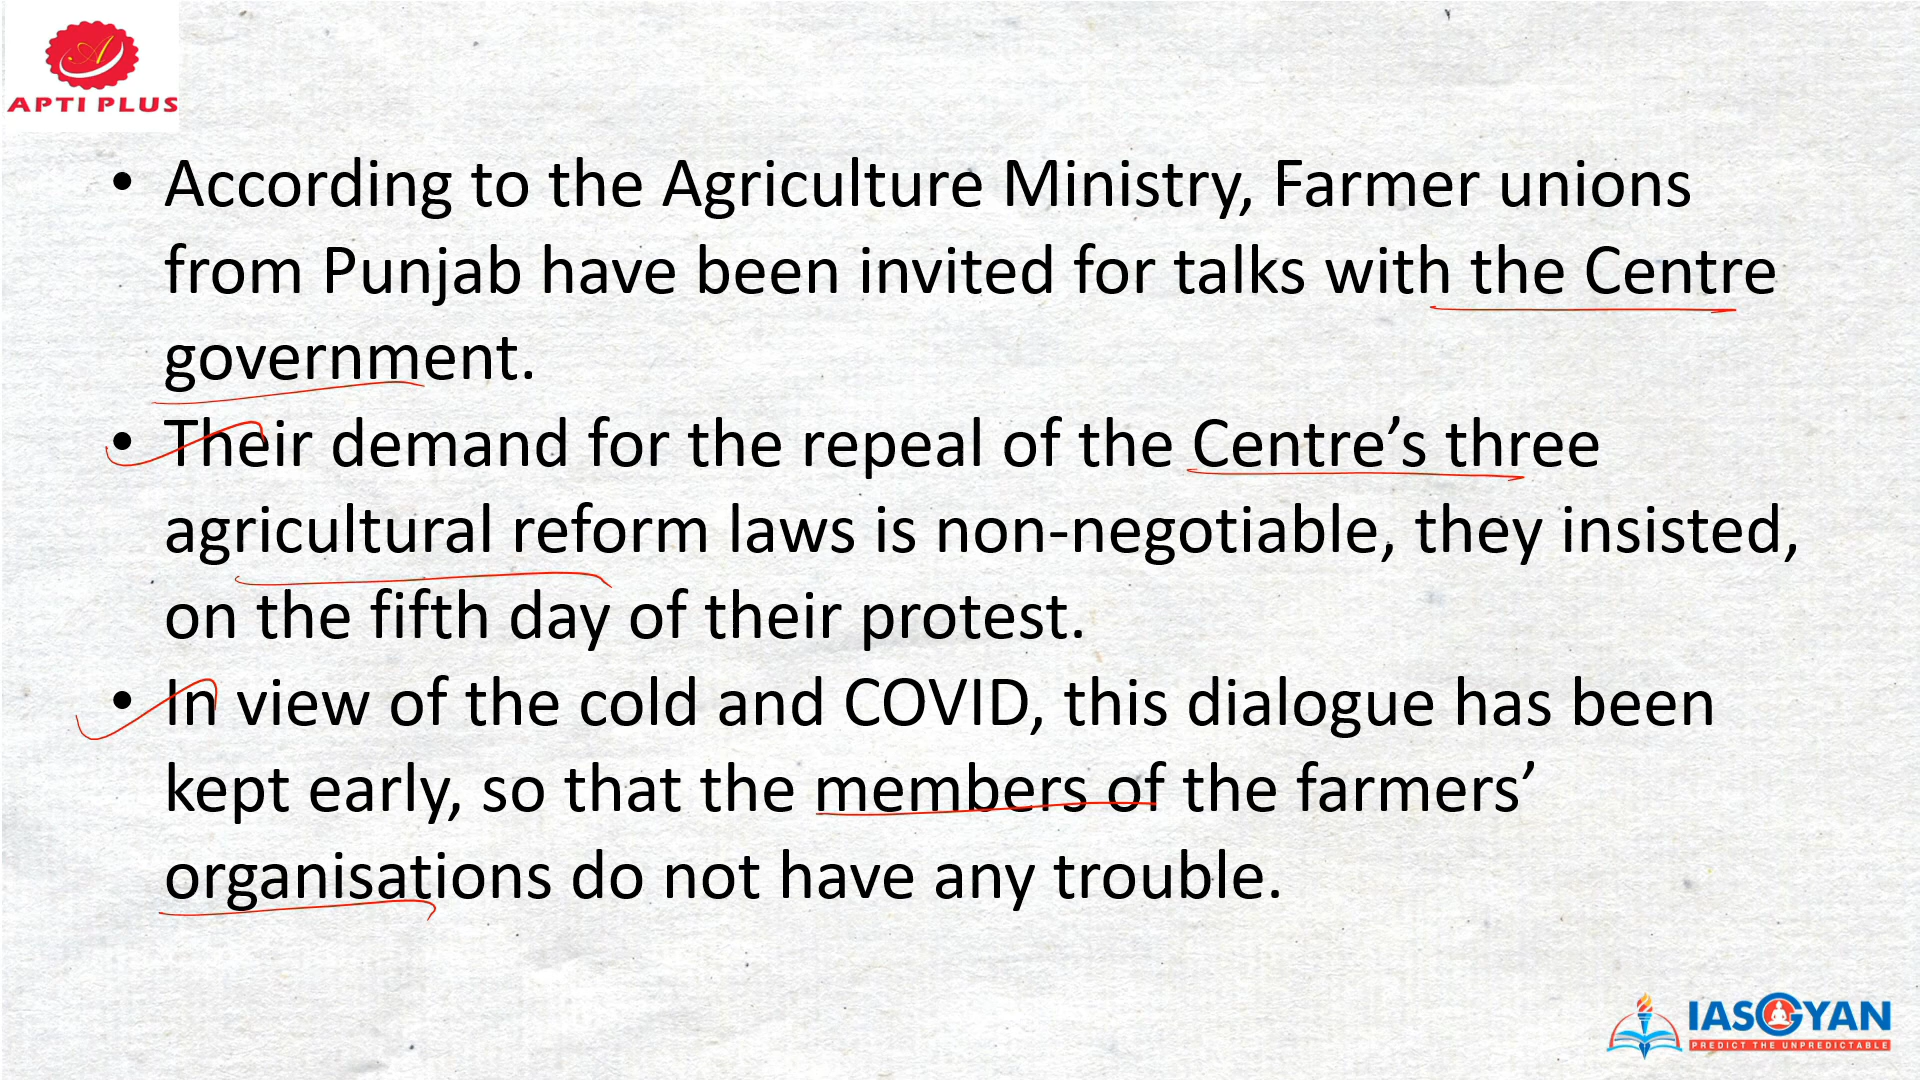 APTI PLUS
• According to the Agriculture Ministry, Farmer unions
from Punjab have been invited for talks with the Centre
government.
• Their demand for the repeal of the Centre’s three
agricultural reform laws is non-negotiable, they insisted,
on the fifth day of their protest.
• In view of the cold and COVID, this dialogue has been
kept early, so that the members of the farmers’
organisations do not have any trouble.
IASGYAN
PREDICT THE UNPREDICTABLE